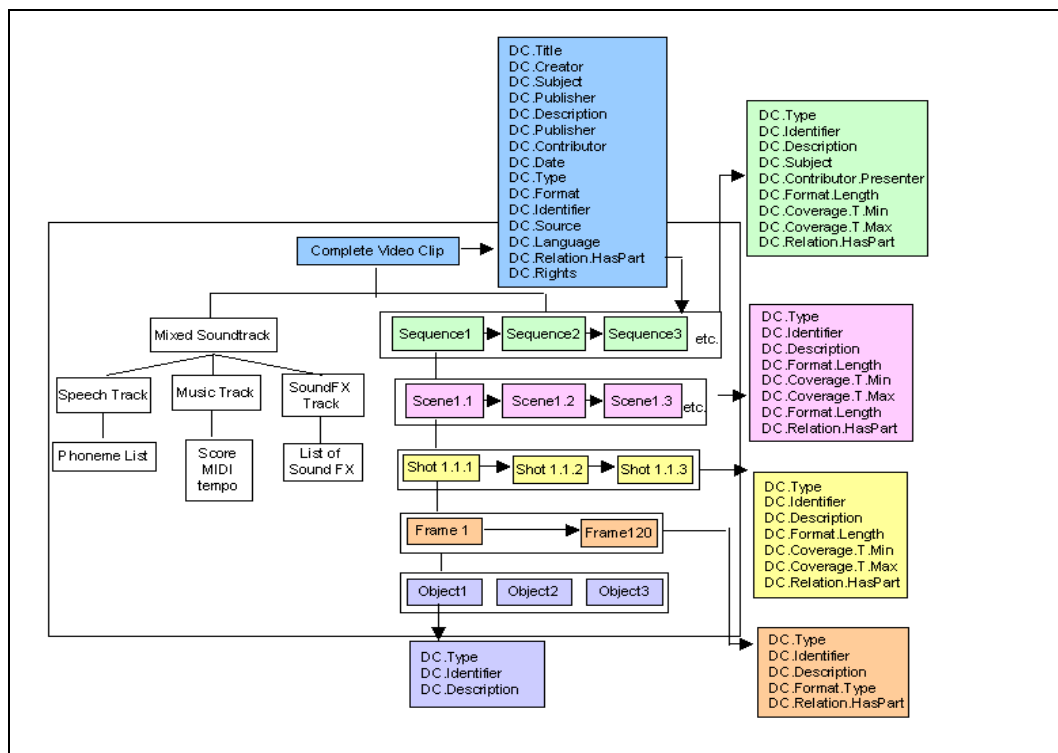 DC.Title
DC.Creator
DC.Subject
DC.Publisher
DC.Description
DC.Publisher
DC.Contributor
DC.Date
DC.Type
DC.Format
DC.Identifier
DC.Source
DC.Language
DC.Relation.HasPart
DC.Rights
DC.Type
DC.Identifier
DC.Description
DC.Subject
DC.Contributor.Presenter
DC.Format.Length
DC.Coverage.T.Min
DC.Coverage.T.Max
DC.Relation.HasPart
Complete Video Clip
Mixed Soundtrack
Speech Track
Music Track
SoundFX
Track
Phoneme List
Score
MIDI
tempo
List of
Sound FX
Sequence1
Sequence2
Sequence3
etc.
Scene1.1
Scene1.2
Scene1.3
etc.
DC.Type
DC.Identifier
DC.Description
DC.Format.Length
DC.Coverage.T.Min
DC.Coverage.T.Max
DC.Format.Length
DC.Relation.HasPart
Shot 1.1.1
Shot 1.1.2
Shot 1.1.3
DC.Type
DC.Identifier
DC.Description
DC.Format.Length
DC.Coverage.T.Min
DC.Coverage.T.Max
DC.Relation.HasPart
Frame 1
Frame120
DC.Type
DC.Identifier
DC.Description
DC.Format.Type
DC.Relation.HasPart
Object1
Object2
Object3
DC.Type
DC.Identifier
DC.Description